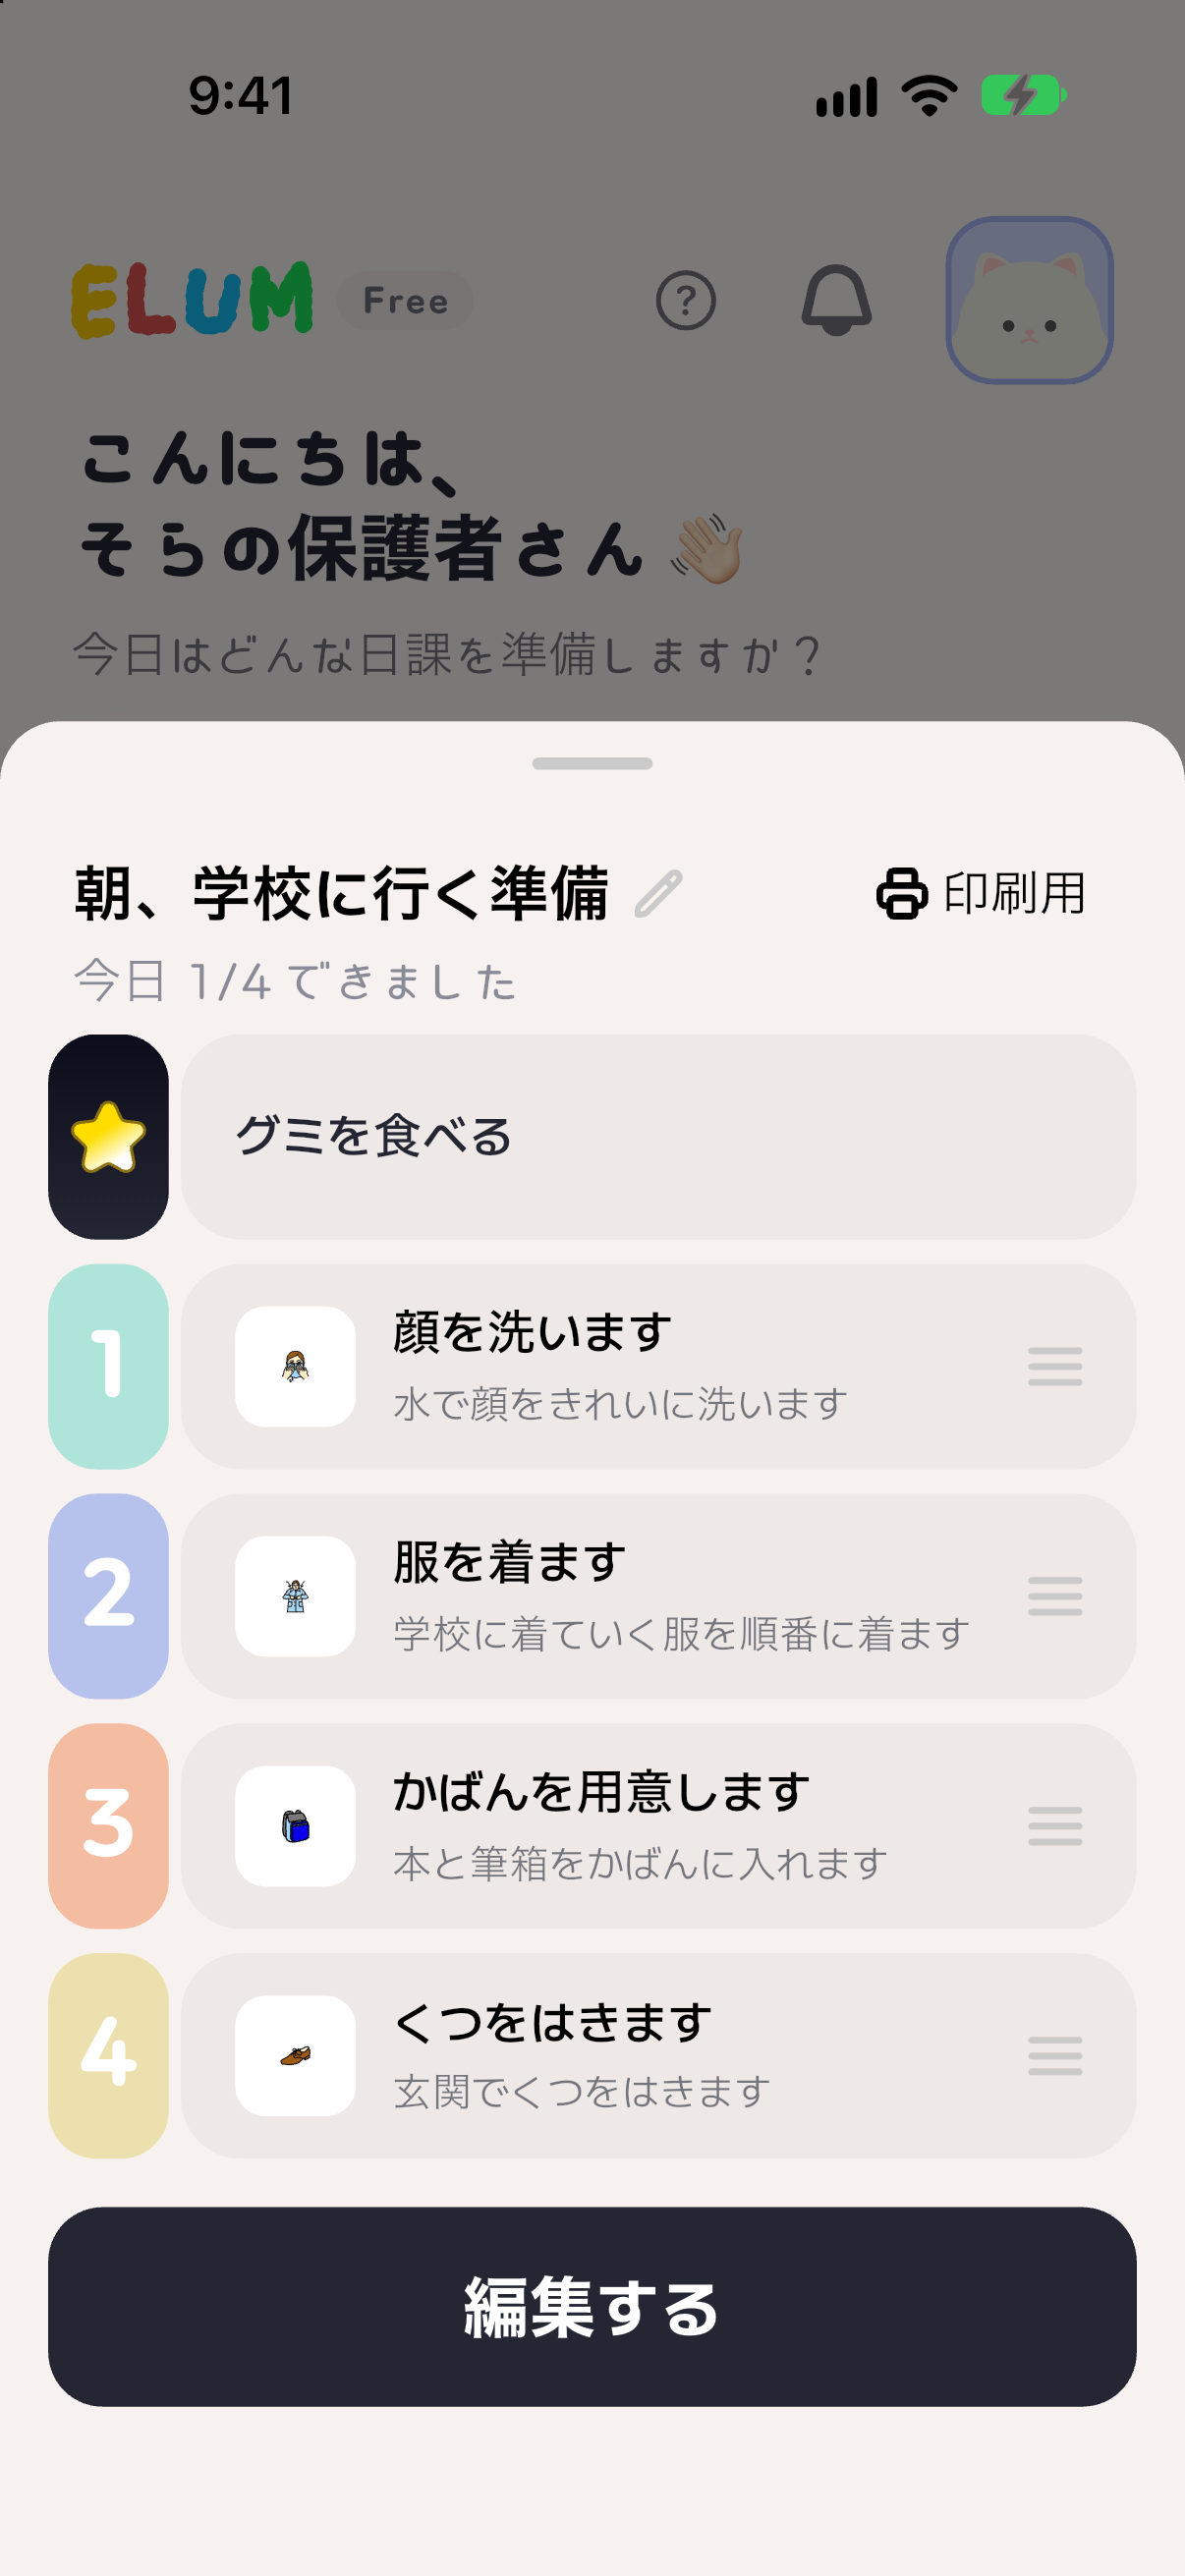 9:41
ELUM Free
こんにちは、
そらの保護者さん 👋🏼
今日はどんな日課を準備しますか？
朝、学校に行く準備
印刷用
今日 1/4 できました
グミを食べる
1
顔を洗います
水で顔をきれいに洗います
2
服を着ます
学校に着ていく服を順番に着ます
3
かばんを用意します
本と筆箱をかばんに入れます
4
くつをはきます
玄関でくつをはきます
編集する